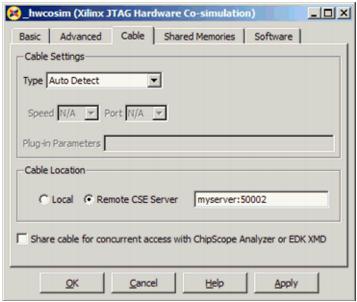 _hwcosim (Xilinx JTAG Hardware Co-simulation)
Basic Advanced Cable Shared Memories Software
Cable Settings
Type Auto Detect
Speed N/A Port N/A
Plug-in Parameters
Cable Location
Local Remote CSE Server myserver:50002
Share cable for concurrent access with ChipScope Analyzer or EDK XMD
OK Cancel Help Apply